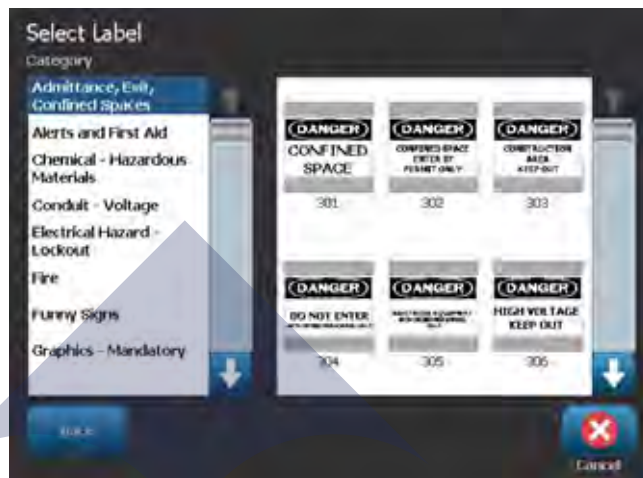 Select Label
Category
Admittance, Exit,
Confined Spaces
Alerts and First Aid
Chemical - Hazardous
Materials
Conduit - Voltage
Electrical Hazard -
Lockout
Fire
Funny Signs
Graphics - Mandatory
DANGER
CONFINED
SPACE
301
DANGER
CONFINED SPACE
ENTER BY
PERMIT ONLY
302
DANGER
CONSTRUCTION
AREA
KEEP OUT
303
DANGER
DO NOT ENTER
304
DANGER
305
DANGER
HIGH VOLTAGE
KEEP OUT
306
Back
Cancel